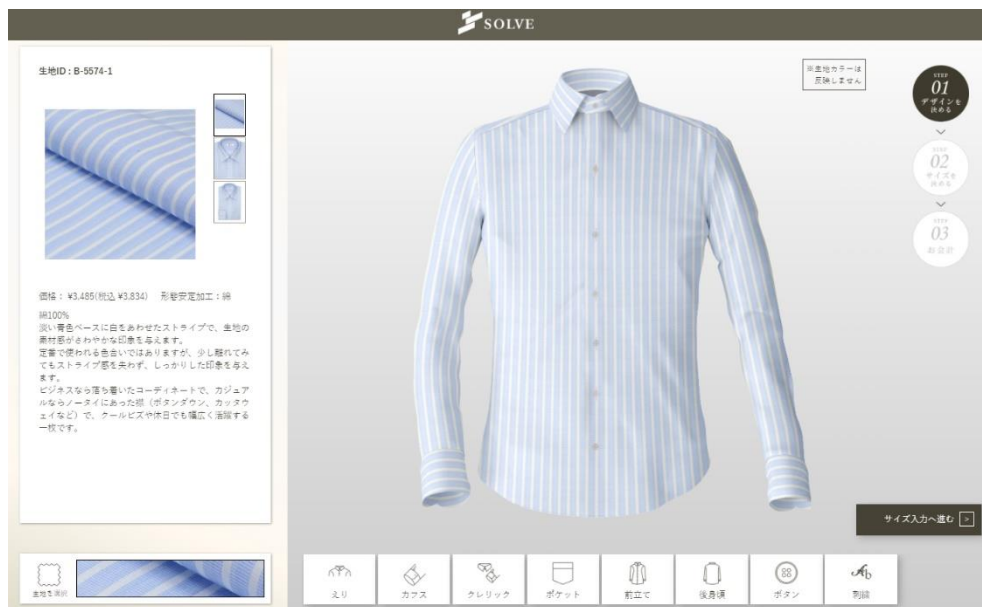 SOLVE
生地ID : B-5574-1
価格： ¥3,485(税込 ¥3,834)　形態安定加工：綿
綿100%
淡い青色ベースに白をあわせたストライプで、生地の
素材感がさわやかな印象を与えます。
定番で使われる色合いではありますが、少し離れてみ
てもストライプ感を失わず、しっかりした印象を与え
ます。
ビジネスなら落ち着いたコーディネートで、カジュア
ルならノータイにあった襟（ボタンダウン、カッタウ
ェイなど）で、クールビズや休日でも幅広く活躍する
一枚です。
生地を選択
※生地カラーは
反映しません
STEP
01
デザインを
決める
STEP
02
サイズを
決める
STEP
03
お会計
サイズ入力へ進む >
えり
カフス
クレリック
ポケット
前立て
後身頃
ボタン
Ab
刺繍